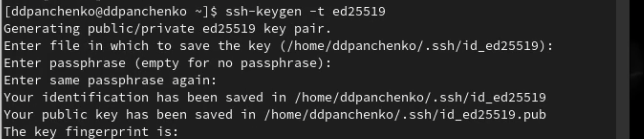 [ddpanchenko@ddpanchenko ~]$ ssh-keygen -t ed25519
Generating public/private ed25519 key pair.
Enter file in which to save the key (/home/ddpanchenko/.ssh/id_ed25519):
Enter passphrase (empty for no passphrase):
Enter same passphrase again:
Your identification has been saved in /home/ddpanchenko/.ssh/id_ed25519
Your public key has been saved in /home/ddpanchenko/.ssh/id_ed25519.pub
The key fingerprint is: